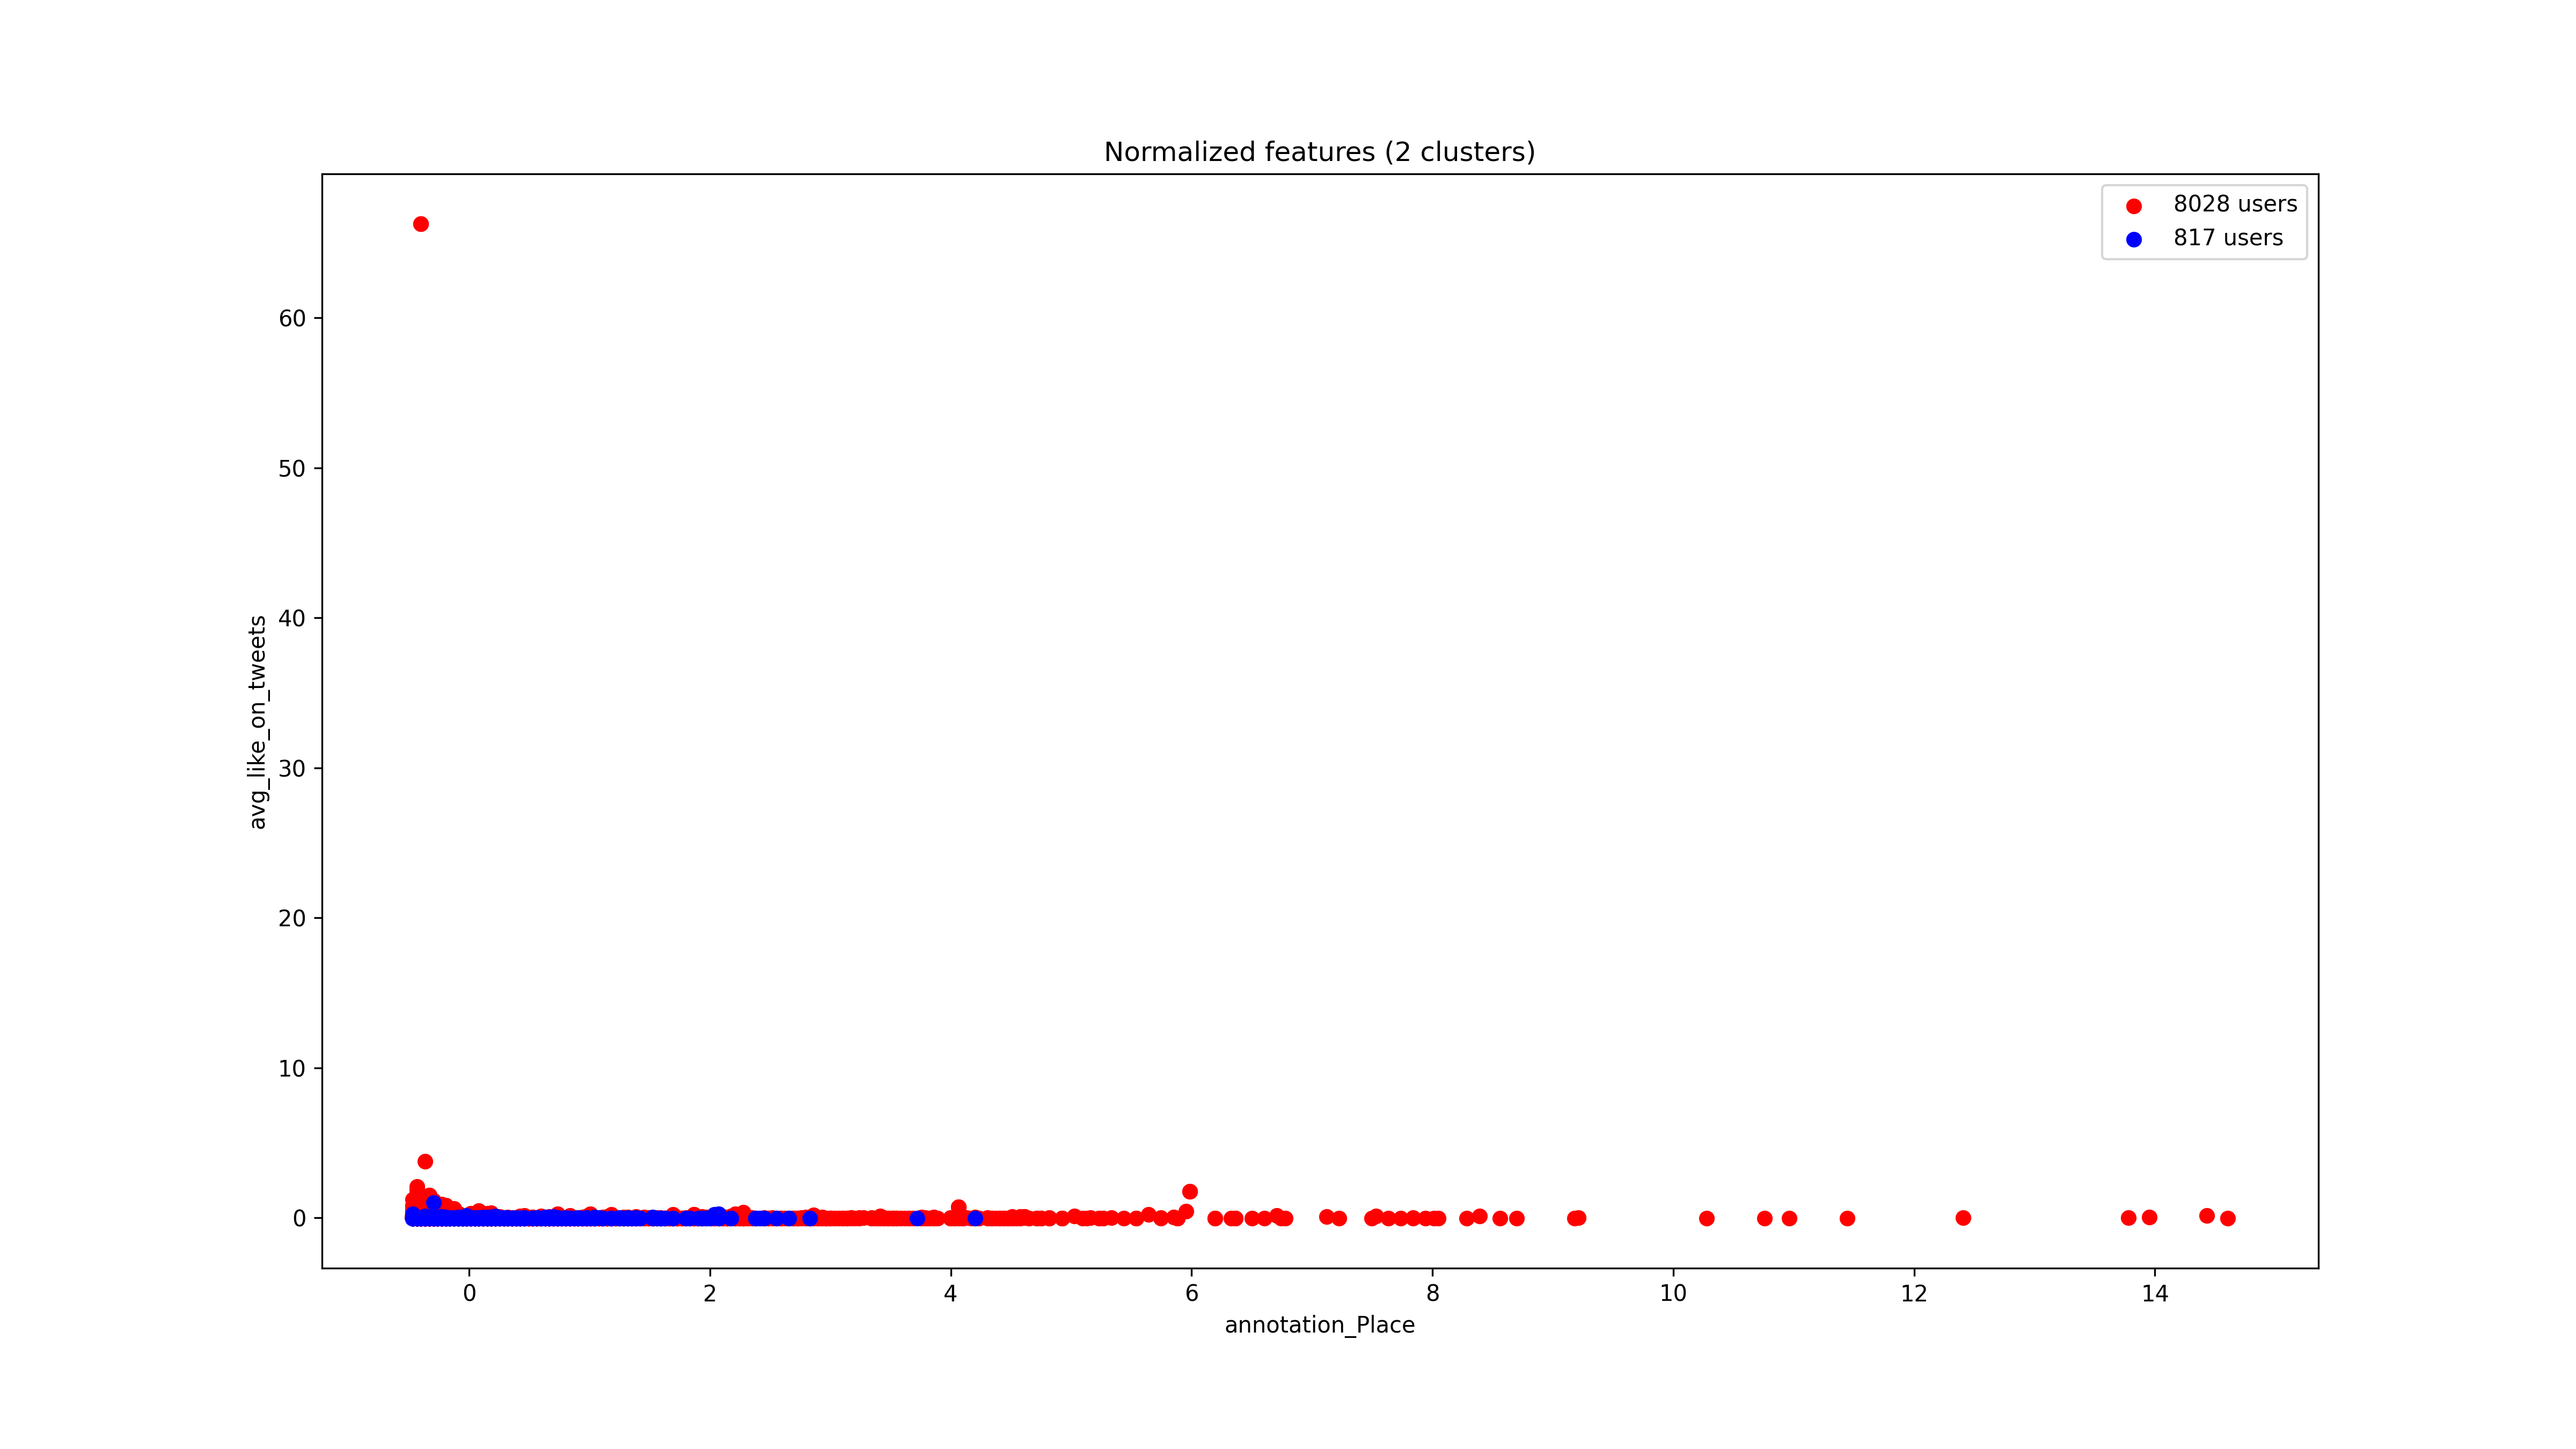 Normalized features (2 clusters)
8028 users
817 users
avg_like_on_tweets
60
50
40
30
20
10
0
0 2 4 6 8 10 12 14
annotation_Place